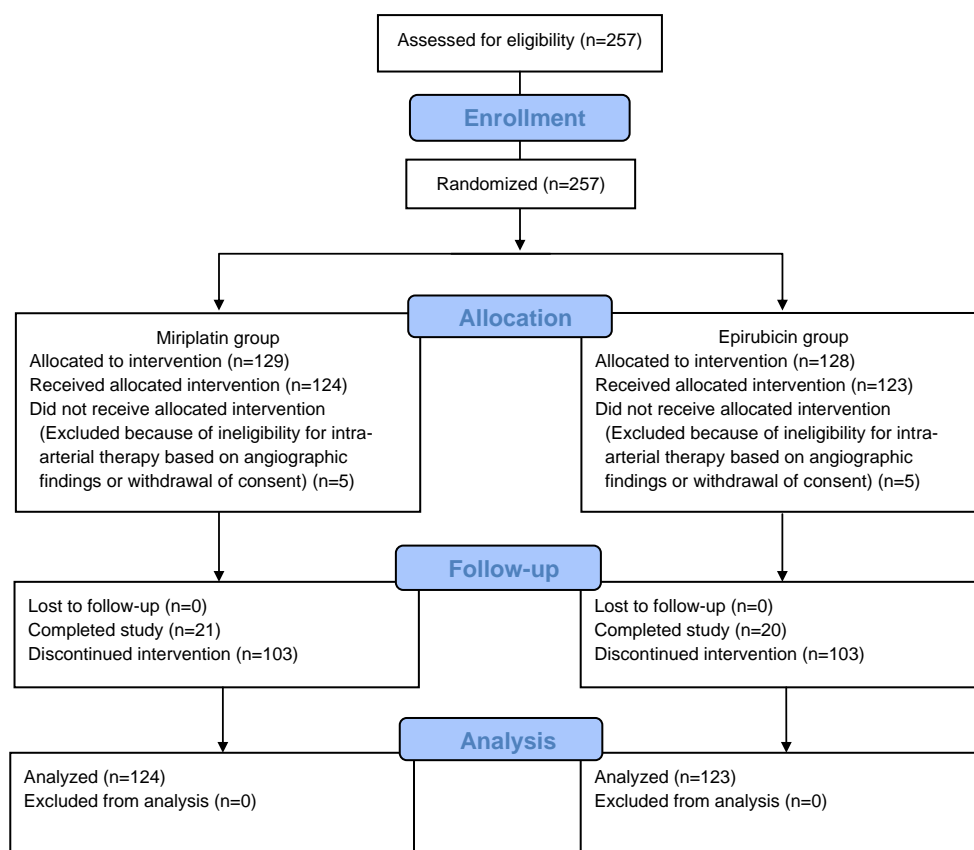 Assessed for eligibility (n=257)
Enrollment
Randomized (n=257)
Allocation
Miriplatin group
Allocated to intervention (n=129)
Received allocated intervention (n=124)
Did not receive allocated intervention
(Excluded because of ineligibility for intra-
arterial therapy based on angiographic
findings or withdrawal of consent) (n=5)
Epirubicin group
Allocated to intervention (n=128)
Received allocated intervention (n=123)
Did not receive allocated intervention
(Excluded because of ineligibility for intra-
arterial therapy based on angiographic
findings or withdrawal of consent) (n=5)
Follow-up
Lost to follow-up (n=0)
Completed study (n=21)
Discontinued intervention (n=103)
Lost to follow-up (n=0)
Completed study (n=20)
Discontinued intervention (n=103)
Analysis
Analyzed (n=124)
Excluded from analysis (n=0)
Analyzed (n=123)
Excluded from analysis (n=0)